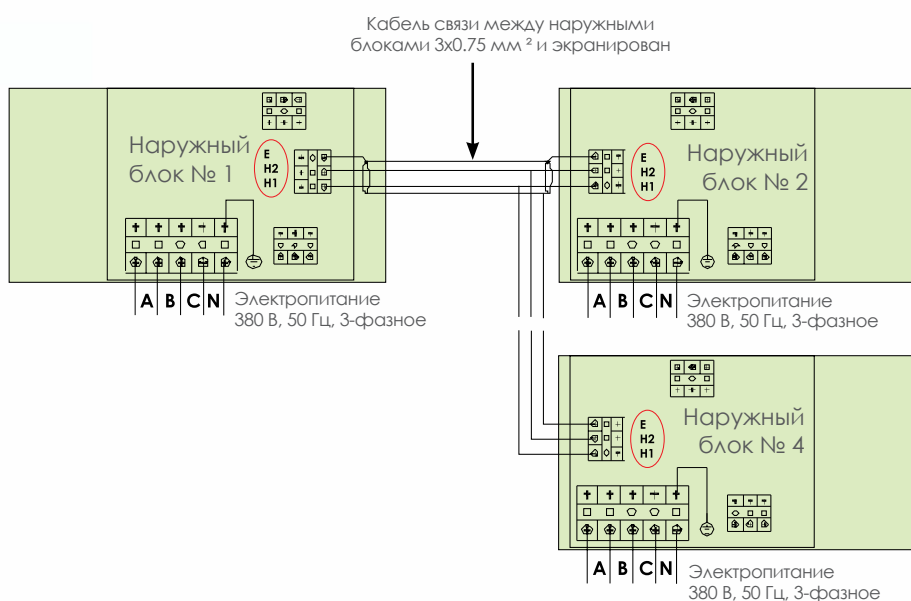 Кабель связи между наружными
блоками 3x0.75 мм ² и экранирован
Наружный
блок № 1
E
H2
H1
A B C N
Электропитание
380 В, 50 Гц, 3-фазное
Наружный
блок № 2
E
H2
H1
A B C N
Электропитание
380 В, 50 Гц, 3-фазное
Наружный
блок № 4
E
H2
H1
A B C N
Электропитание
380 В, 50 Гц, 3-фазное